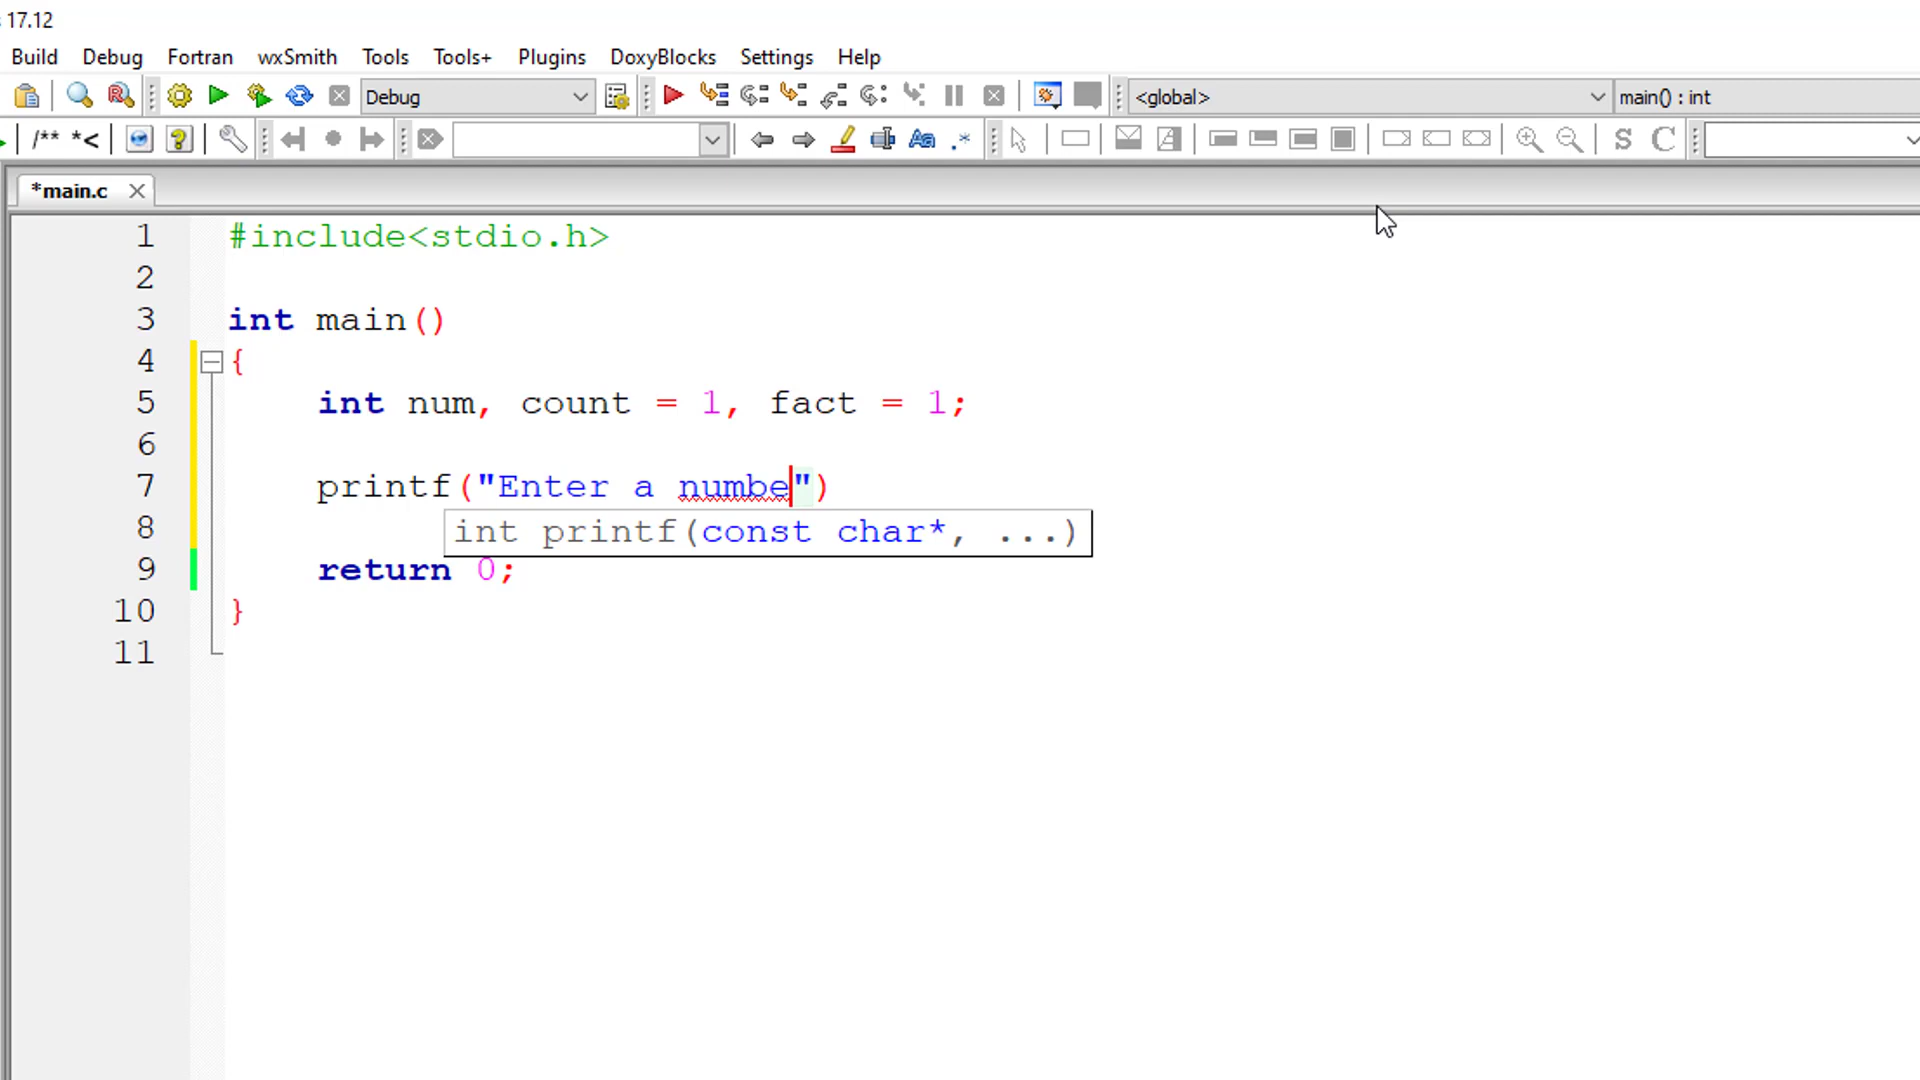 17.12
Build Debug Fortran wxSmith Tools Tools+ Plugins DoxyBlocks Settings Help
Debug <global> main() : int
/** *< Aa .* S C
*main.c
1 #include<stdio.h>
2
3 int main()
4 {
5 int num, count = 1, fact = 1;
6
7 printf("Enter a numbe")
8 int printf(const char*, ...)
9 return 0;
10 }
11